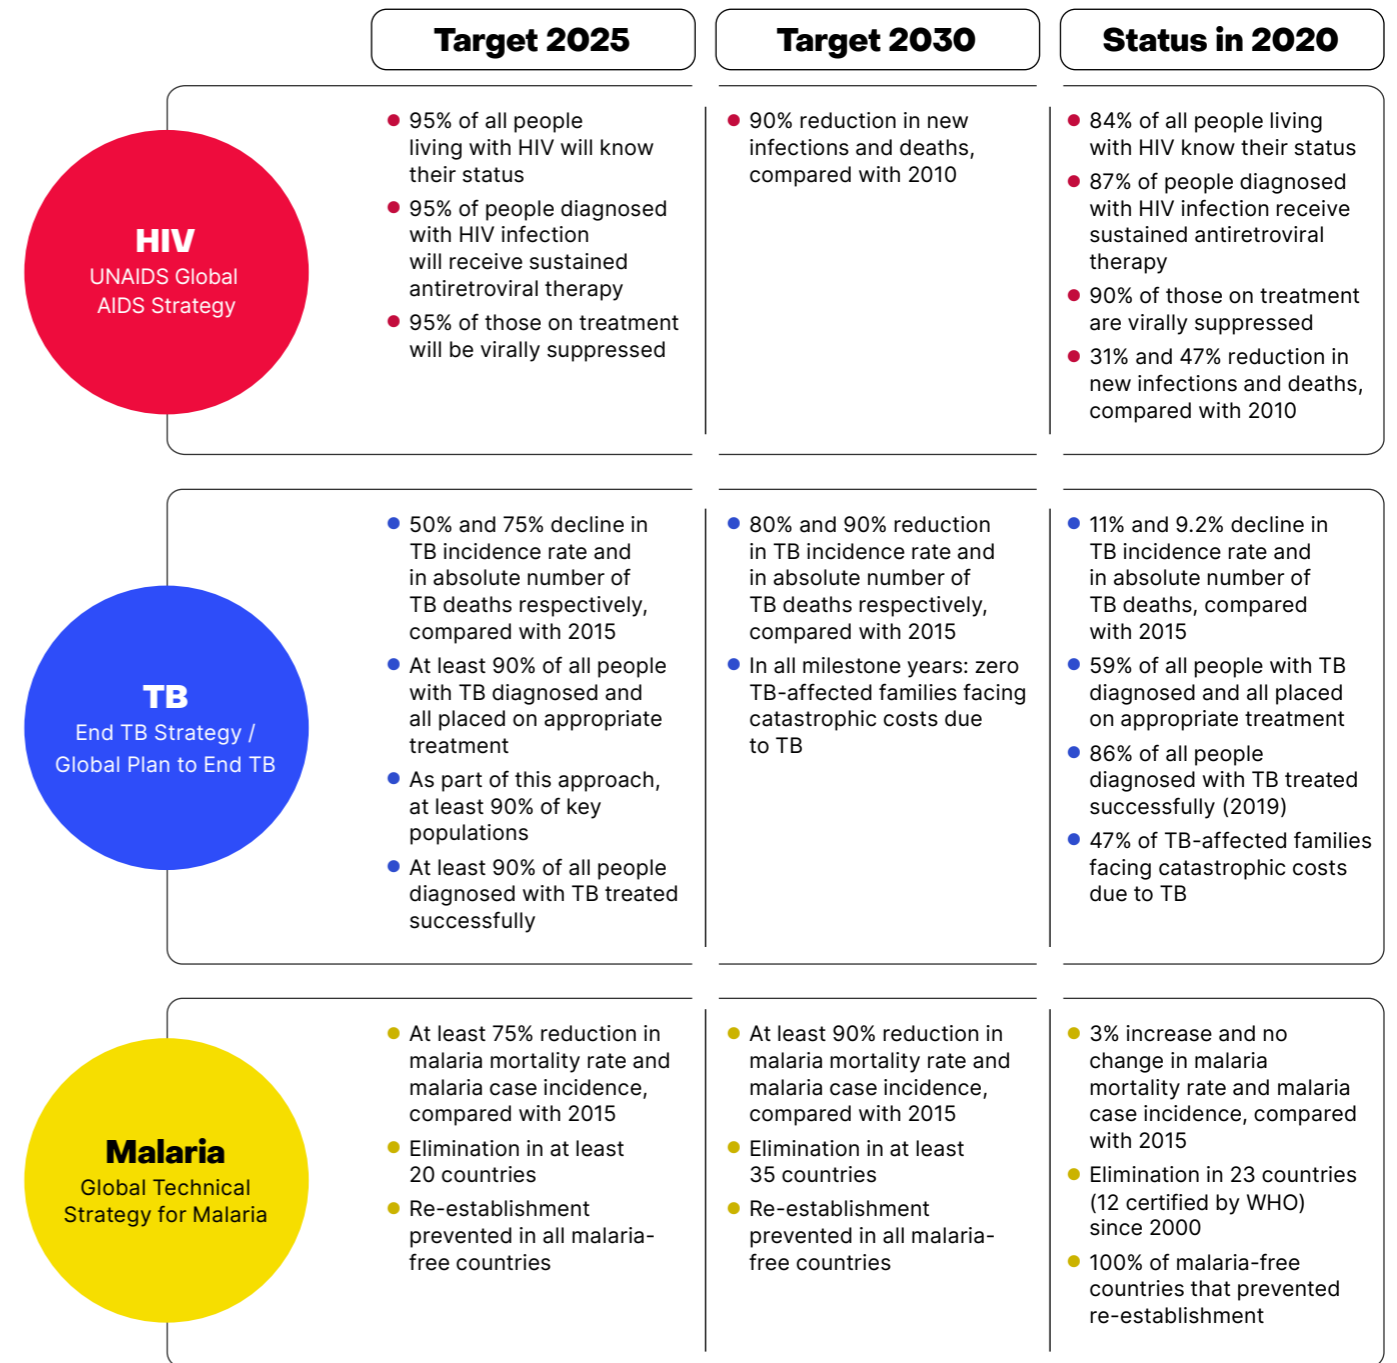 Target 2025
Target 2030
Status in 2020
HIV
UNAIDS Global
AIDS Strategy
95% of all people
living with HIV will know
their status
95% of people diagnosed
with HIV infection
will receive sustained
antiretroviral therapy
95% of those on treatment
will be virally suppressed
90% reduction in new
infections and deaths,
compared with 2010
84% of all people living
with HIV know their status
87% of people diagnosed
with HIV infection receive
sustained antiretroviral
therapy
90% of those on treatment
are virally suppressed
31% and 47% reduction in
new infections and deaths,
compared with 2010
TB
End TB Strategy /
Global Plan to End TB
50% and 75% decline in
TB incidence rate and
in absolute number of
TB deaths respectively,
compared with 2015
At least 90% of all people
with TB diagnosed and
all placed on appropriate
treatment
As part of this approach,
at least 90% of key
populations
At least 90% of all people
diagnosed with TB treated
successfully
80% and 90% reduction
in TB incidence rate and
in absolute number of
TB deaths respectively,
compared with 2015
In all milestone years: zero
TB-affected families facing
catastrophic costs due
to TB
11% and 9.2% decline in
TB incidence rate and
in absolute number of
TB deaths, compared
with 2015
59% of all people with TB
diagnosed and all placed
on appropriate treatment
86% of all people
diagnosed with TB treated
successfully (2019)
47% of TB-affected families
facing catastrophic costs
due to TB
Malaria
Global Technical
Strategy for Malaria
At least 75% reduction in
malaria mortality rate and
malaria case incidence,
compared with 2015
Elimination in at least
20 countries
Re-establishment
prevented in all malaria-
free countries
At least 90% reduction in
malaria mortality rate and
malaria case incidence,
compared with 2015
Elimination in at least
35 countries
Re-establishment
prevented in all malaria-
free countries
3% increase and no
change in malaria
mortality rate and malaria
case incidence, compared
with 2015
Elimination in 23 countries
(12 certified by WHO)
since 2000
100% of malaria-free
countries that prevented
re-establishment